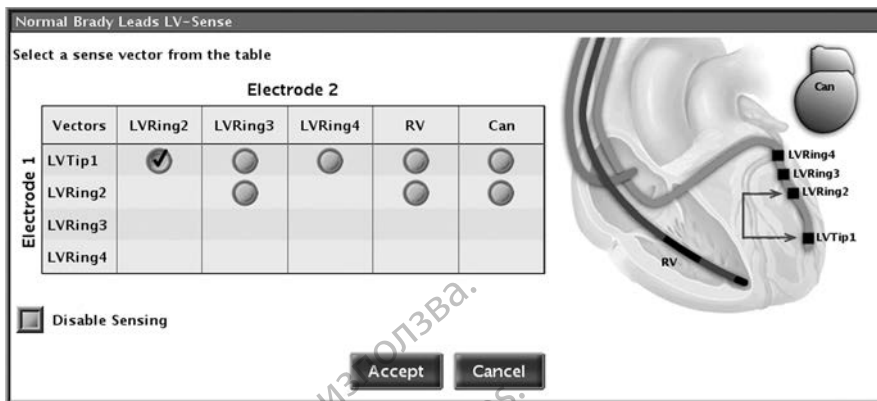 Normal Brady Leads LV-Sense
Select a sense vector from the table
Electrode 2
Vectors LVRing2 LVRing3 LVRing4 RV Can
Electrode 1
LVTip1
LVRing2
LVRing3
LVRing4
Disable Sensing
Accept Cancel
Can
LVRing4
LVRing3
LVRing2
LVTip1
RV
използва.